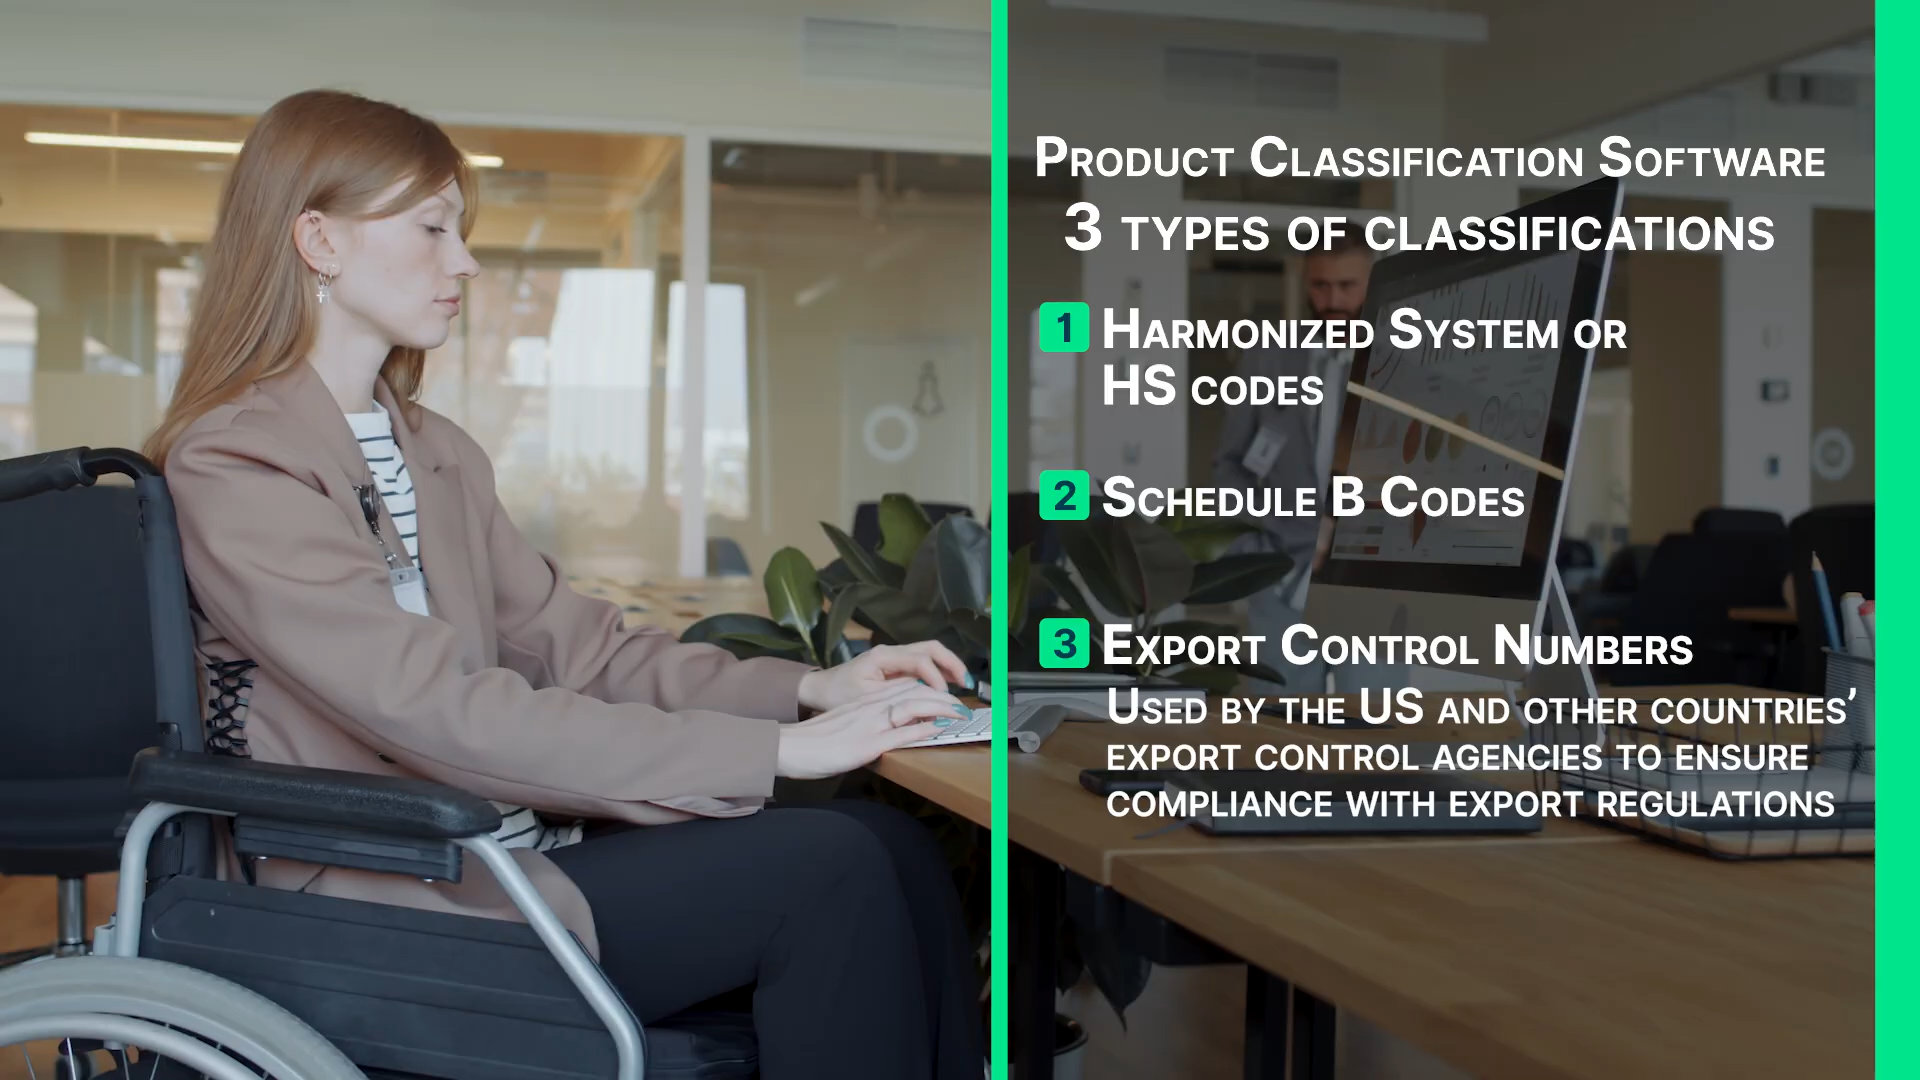 Product Classification Software
3 types of classifications
1 Harmonized System or
HS codes
2 Schedule B Codes
3 Export Control Numbers
Used by the US and other countries’
export control agencies to ensure
compliance with export regulations